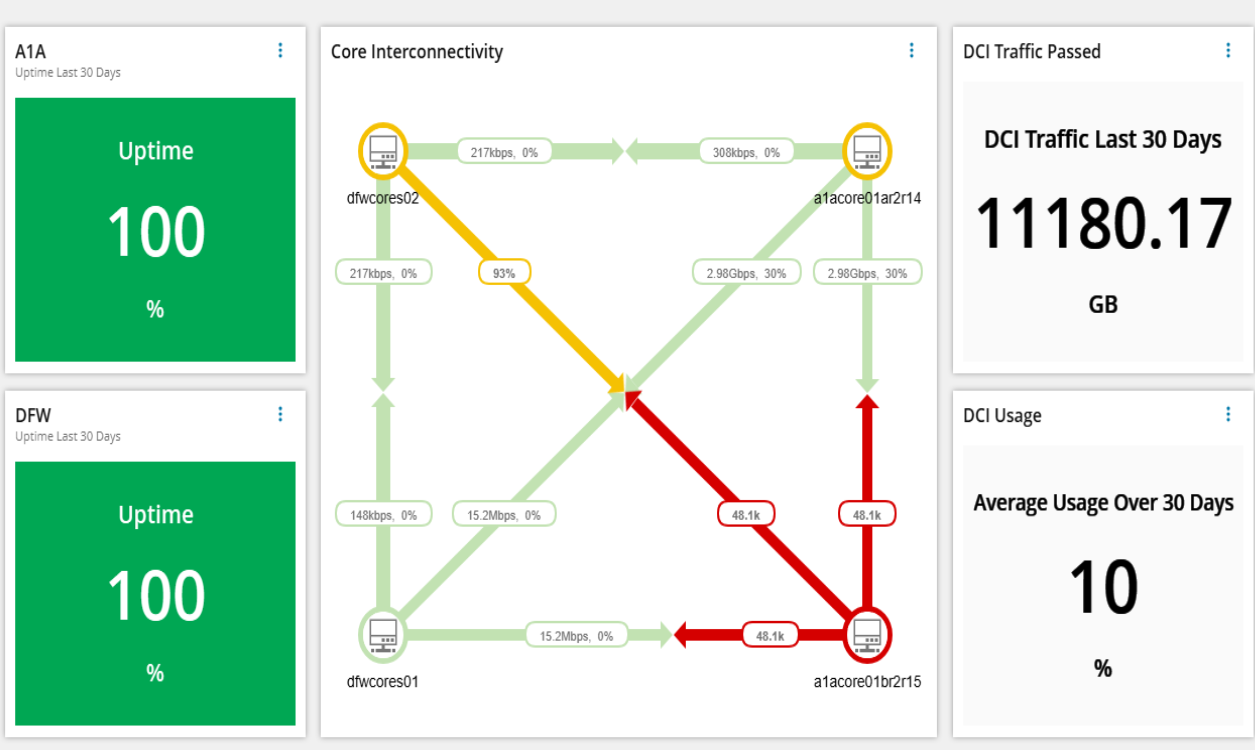 A1A
Uptime Last 30 Days
Uptime
100
%
DFW
Uptime Last 30 Days
Uptime
100
%
Core Interconnectivity
217kbps, 0%
308kbps, 0%
dfwcores02
a1acore01ar2r14
217kbps, 0%
93%
2.98Gbps, 30%
2.98Gbps, 30%
148kbps, 0%
15.2Mbps, 0%
48.1k
48.1k
15.2Mbps, 0%
48.1k
dfwcores01
a1acore01br2r15
DCI Traffic Passed
DCI Traffic Last 30 Days
11180.17
GB
DCI Usage
Average Usage Over 30 Days
10
%